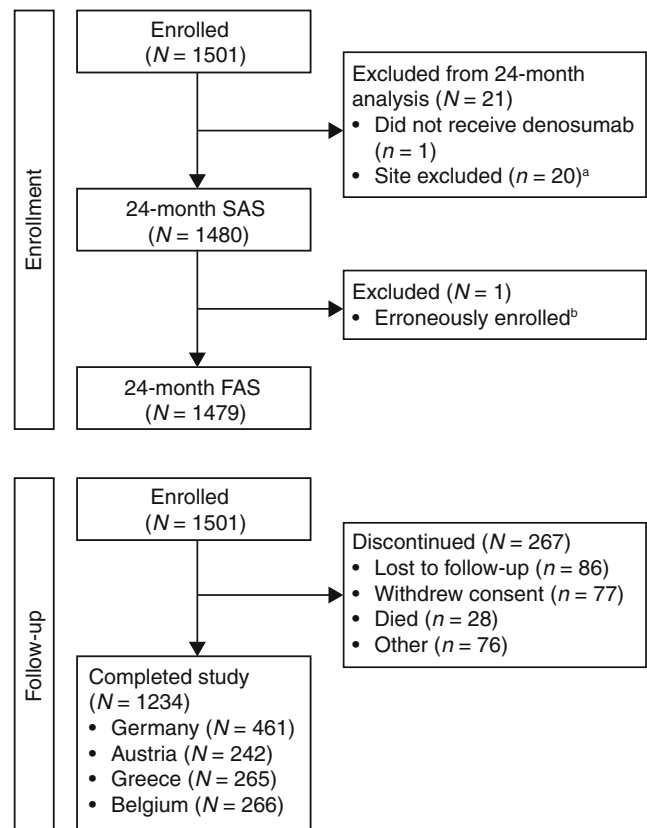 Enrollment
Enrolled
(N = 1501)
Excluded from 24-month
analysis (N = 21)
• Did not receive denosumab
(n = 1)
• Site excluded (n = 20)a
24-month SAS
(N = 1480)
Excluded (N = 1)
• Erroneously enrolledb
24-month FAS
(N = 1479)
Follow-up
Enrolled
(N = 1501)
Discontinued (N = 267)
• Lost to follow-up (n = 86)
• Withdrew consent (n = 77)
• Died (n = 28)
• Other (n = 76)
Completed study
(N = 1234)
• Germany (N = 461)
• Austria (N = 242)
• Greece (N = 265)
• Belgium (N = 266)